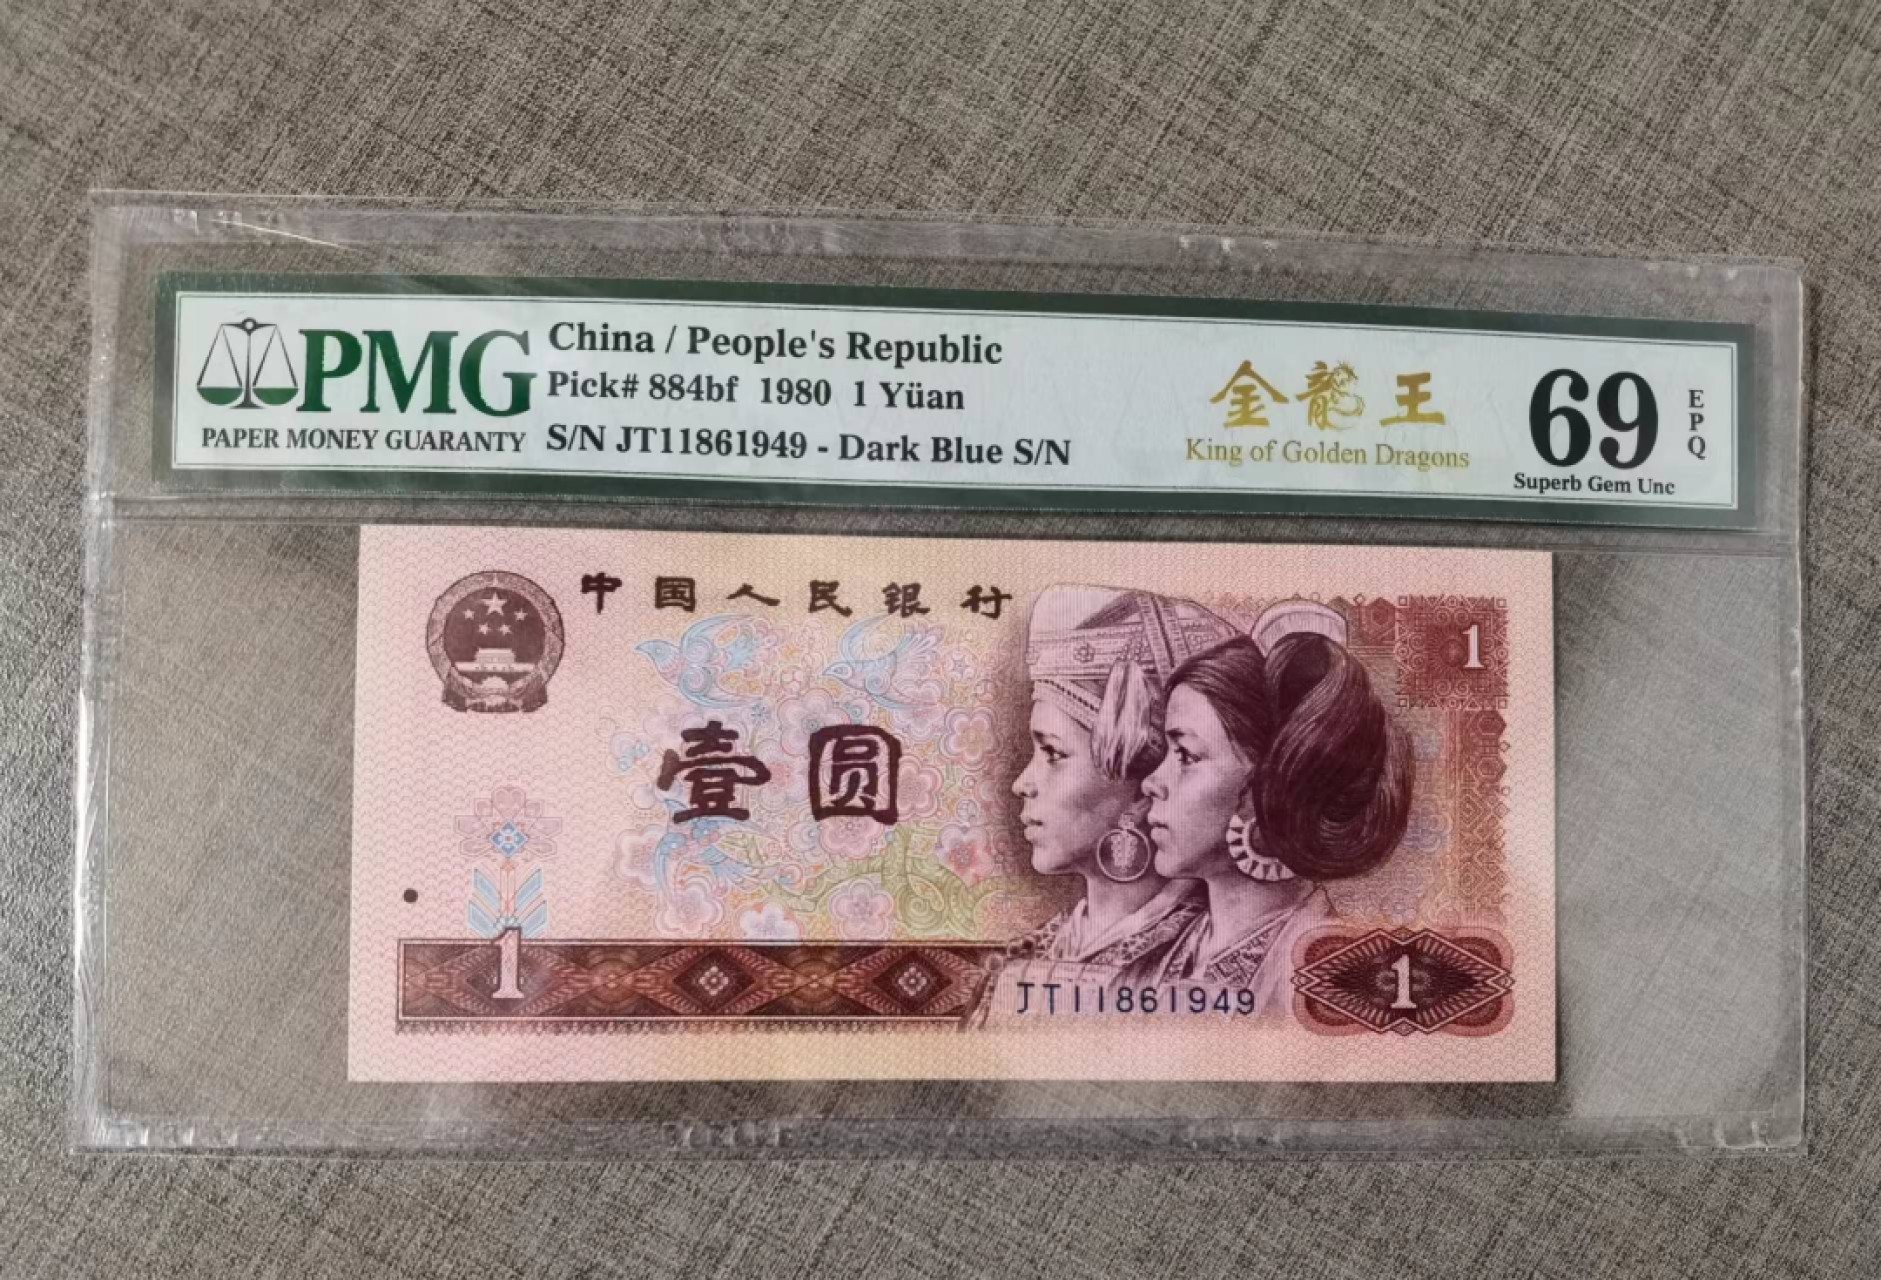 PMG
PAPER MONEY GUARANTY
China / People's Republic
Pick# 884bf 1980 1 Yüan
S/N JT11861949 - Dark Blue S/N
金龍王
King of Golden Dragons
69
EPQ
Superb Gem Unc
中国人民银行
1
壹圆
1
JT11861949
1